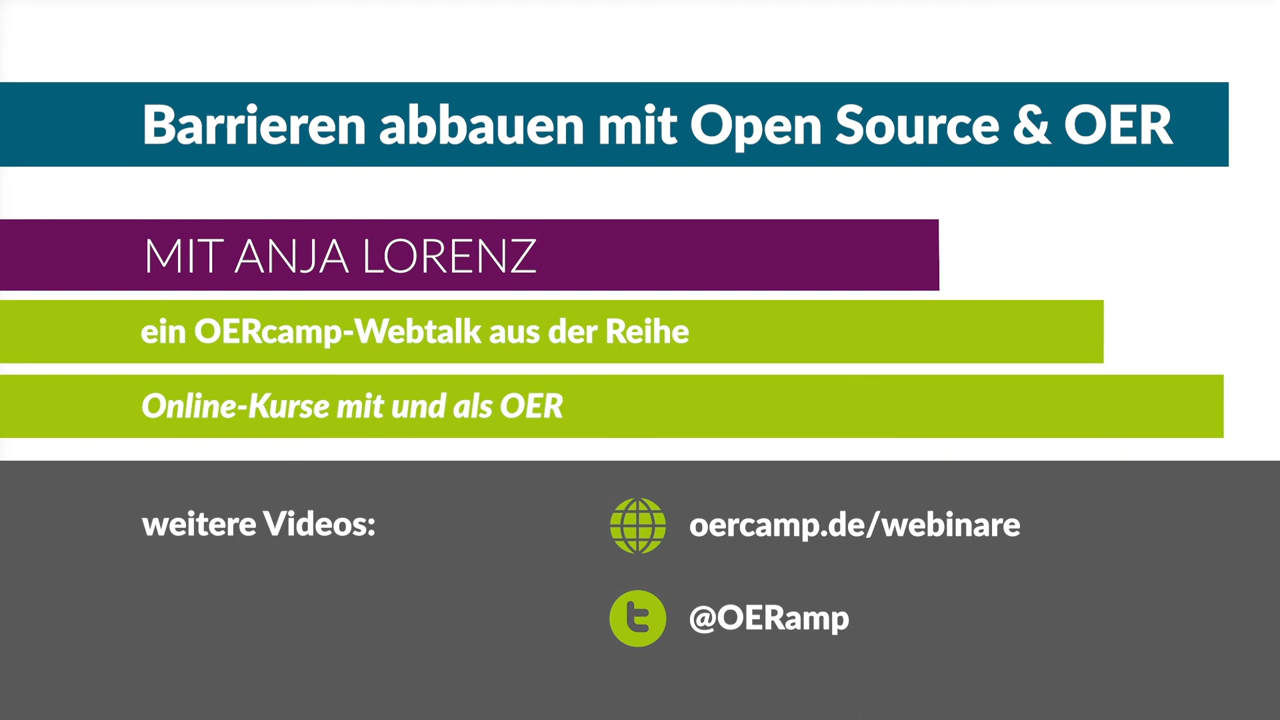 Barrieren abbauen mit Open Source & OER
MIT ANJA LORENZ
ein OERcamp-Webtalk aus der Reihe
Online-Kurse mit und als OER
weitere Videos:
oercamp.de/webinare
@OERamp